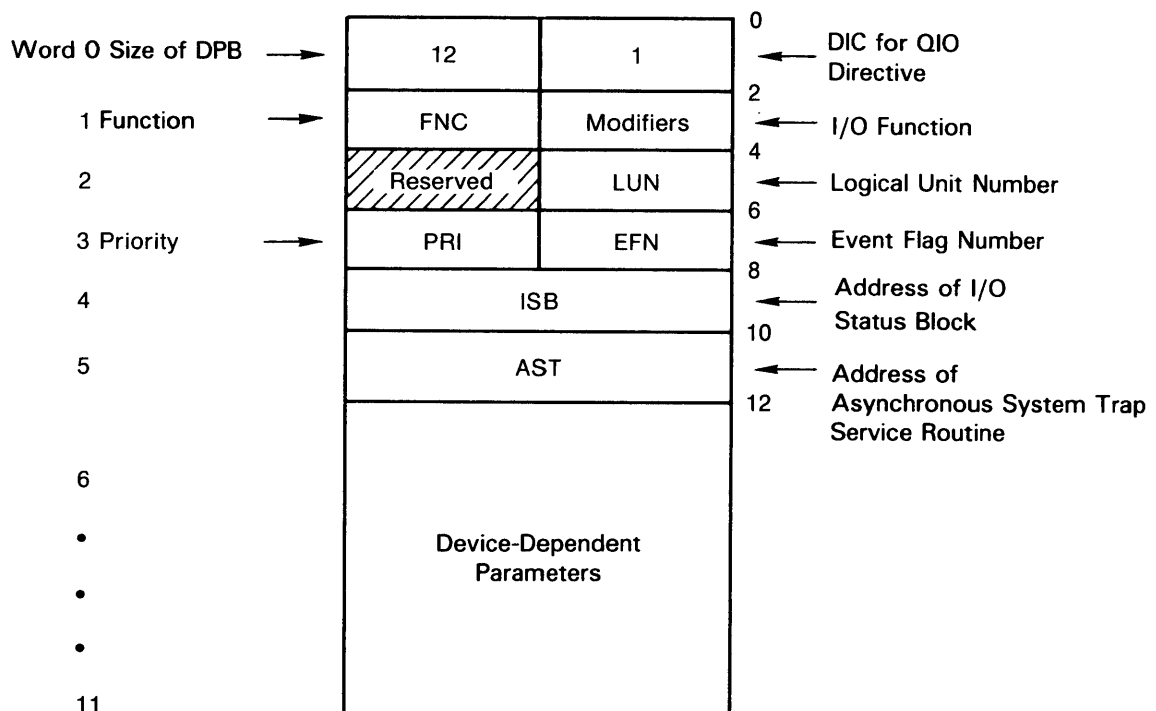 0
Word 0 Size of DPB 12 1 DIC for QIO
Directive
2
1 Function FNC Modifiers I/O Function
4
2 Reserved LUN Logical Unit Number
6
3 Priority PRI EFN Event Flag Number
8
4 ISB Address of I/O
Status Block
10
5 AST Address of
12 Asynchronous System Trap
Service Routine
6
•
Device-Dependent
Parameters
•
•
11